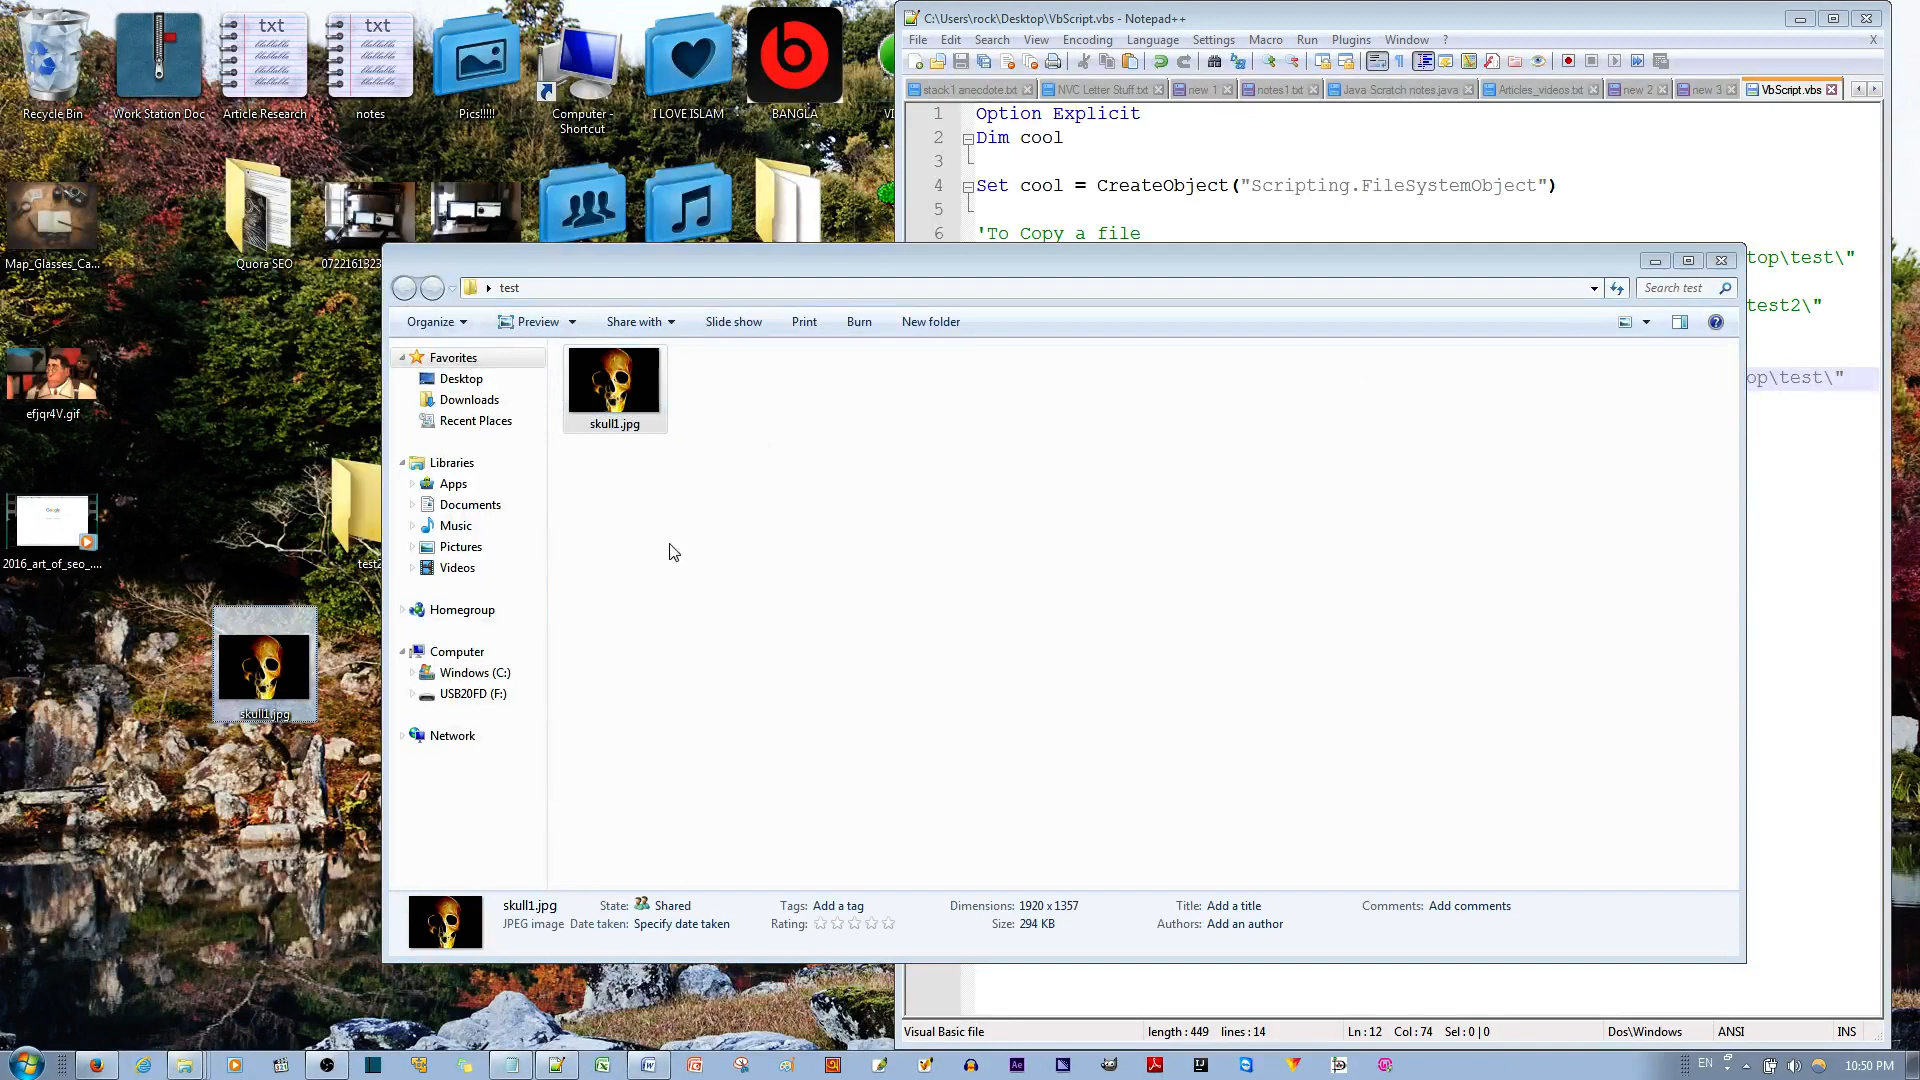 Recycle Bin
Work Station Doc
txt
Article Research
txt
notes
Pics!!!!!
Computer - Shortcut
I LOVE ISLAM
BANGLA
Map_Glasses_Ca...
Quora SEO
efjqr4V.gif
2016_art_of_seo_....
skull1.jpg
C:\Users\rock\Desktop\VbScript.vbs - Notepad++
File Edit Search View Encoding Language Settings Macro Run Plugins Window ? X
stack 1 anecdote.txt NVC Letter Stuff.txt new 1 notes1.txt Java Scratch notes.java Articles_videos.txt new 2 new 3 VbScript.vbs
1 Option Explicit
2 Dim cool
3
4 Set cool = CreateObject("Scripting.FileSystemObject")
5
6 'To Copy a file
top\test\"
test2\"
op\test\"
test
Search test
Organize Preview Share with Slide show Print Burn New folder
Favorites
Desktop
Downloads
Recent Places
Libraries
Apps
Documents
Music
Pictures
Videos
Homegroup
Computer
Windows (C:)
USB20FD (F:)
Network
skull1.jpg
skull1.jpg State: Shared Tags: Add a tag Dimensions: 1920 x 1357 Title: Add a title Comments: Add comments
JPEG image Date taken: Specify date taken Rating: Size: 294 KB Authors: Add an author
Visual Basic file length : 449 lines : 14 Ln : 12 Col : 74 Sel : 0 | 0 Dos\Windows ANSI INS
EN 10:50 PM